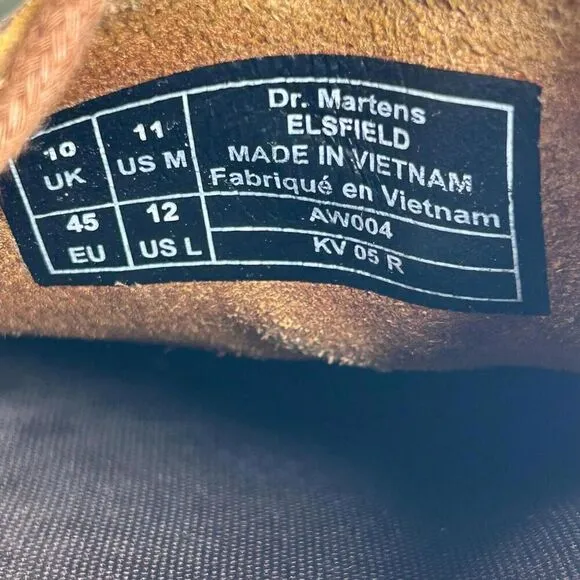 10
UK
11
US M
45
EU
12
US L
Dr. Martens
ELSFIELD
MADE IN VIETNAM
Fabriqué en Vietnam
AW004
KV 05 R